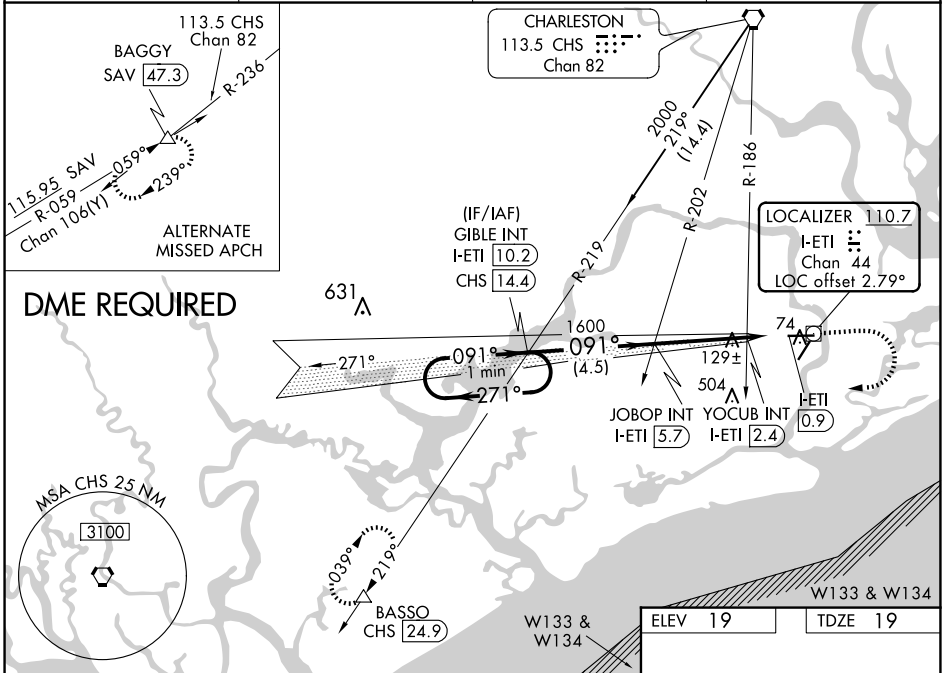 113.5 CHS
Chan 82
BAGGY
SAV 47.3
R-236
059°
239°
115.95 SAV
R-059
Chan 106(Y)
ALTERNATE
MISSED APCH
CHARLESTON
113.5 CHS
Chan 82
2000
219°
(14.4)
R-186
R-202
R-219
(IF/IAF)
GIBLE INT
I-ETI 10.2
CHS 14.4
LOCALIZER 110.7
I-ETI
Chan 44
LOC offset 2.79°
DME REQUIRED
631
1600
74
271°
091°
091°
1 min
(4.5)
129±
271°
504
JOBOP INT
I-ETI 5.7
YOCUB INT
I-ETI 2.4
I-ETI
0.9
MSA CHS 25 NM
3100
039°
219°
BASSO
CHS 24.9
W133 & W134
W133 &
W134
ELEV 19
TDZE 19